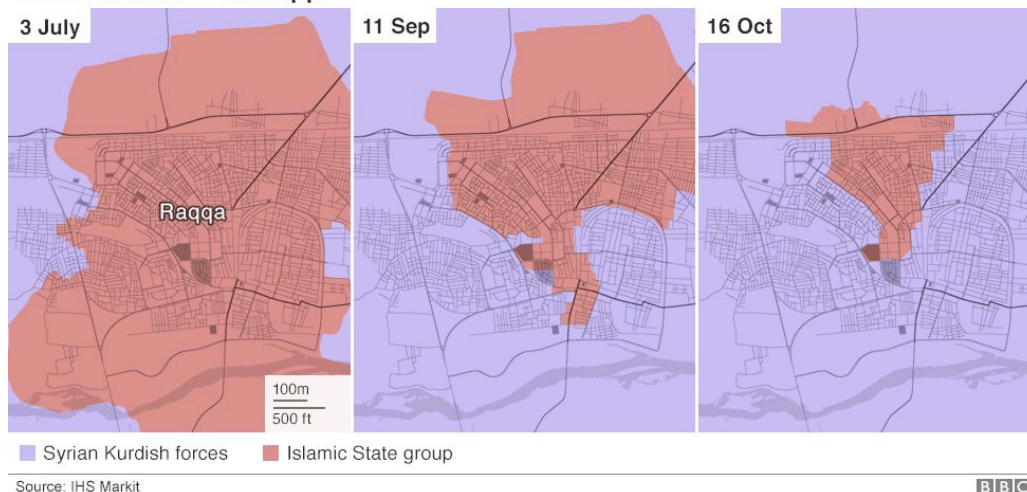 3 July
11 Sep
16 Oct
Raqqa
100m
500 ft
Syrian Kurdish forces
Islamic State group
Source: IHS Markit
BBC